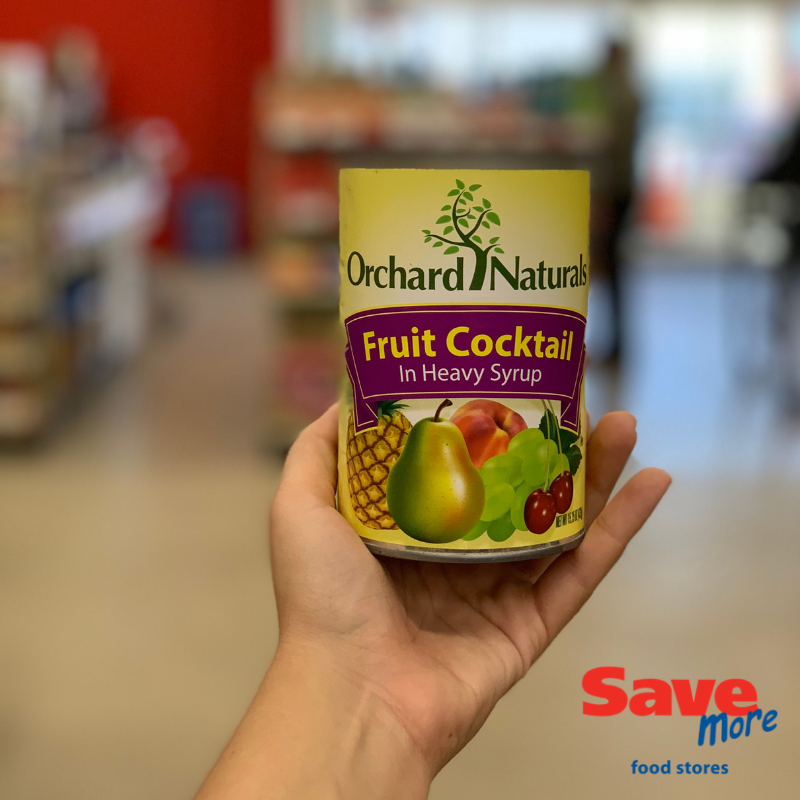 Orchard Naturals
Fruit Cocktail
In Heavy Syrup
Save
more
food stores